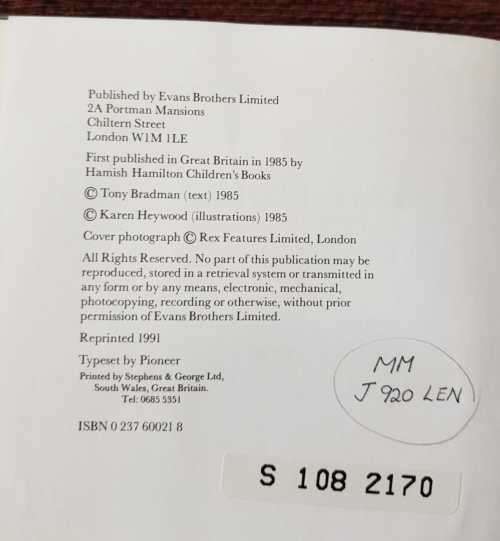 Published by Evans Brothers Limited
2A Portman Mansions
Chiltern Street
London W1M 1LE
First published in Great Britain in 1985 by
Hamish Hamilton Children's Books
© Tony Bradman (text) 1985
© Karen Heywood (illustrations) 1985
Cover photograph © Rex Features Limited, London
All Rights Reserved. No part of this publication may be
reproduced, stored in a retrieval system or transmitted in
any form or by any means, electronic, mechanical,
photocopying, recording or otherwise, without prior
permission of Evans Brothers Limited.
Reprinted 1991
Typeset by Pioneer
Printed by Stephens & George Ltd,
South Wales, Great Britain.
Tel: 0685 5351
ISBN 0 237 60021 8
MM
J 920 LEN
S 108 2170